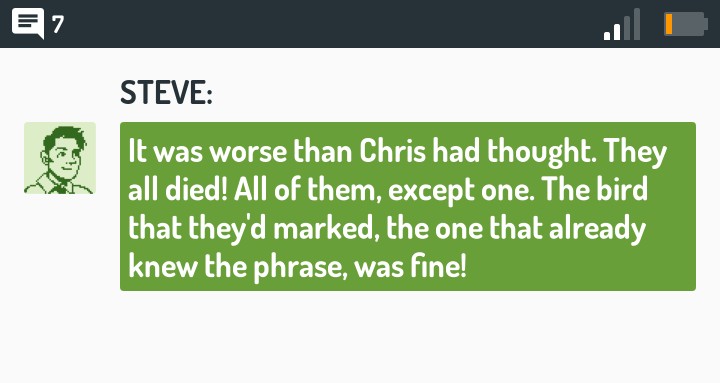 7
STEVE:
It was worse than Chris had thought. They
all died! All of them, except one. The bird
that they'd marked, the one that already
knew the phrase, was fine!